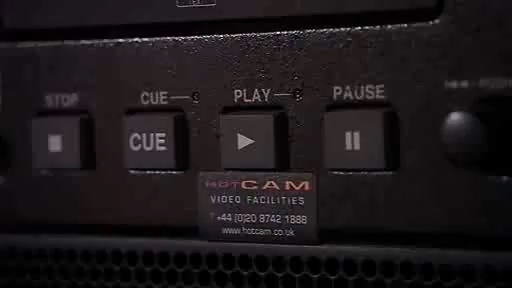 STOP CUE PLAY PAUSE
CUE
HOTCAM
VIDEO FACILITIES
T +44 (0)20 8742 1888
www.hotcam.co.uk